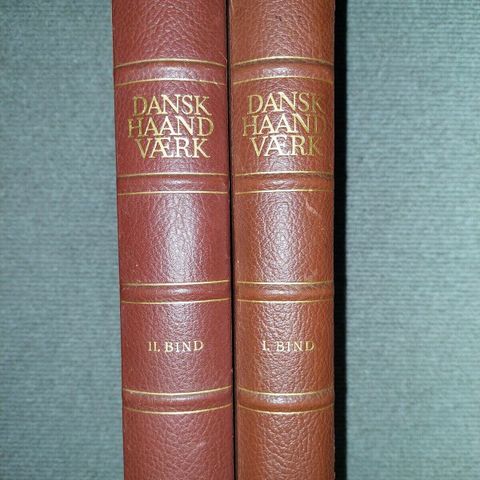 DANSK
HAAND
VÆRK
II. BIND
DANSK
HAAND
VÆRK
I. BIND